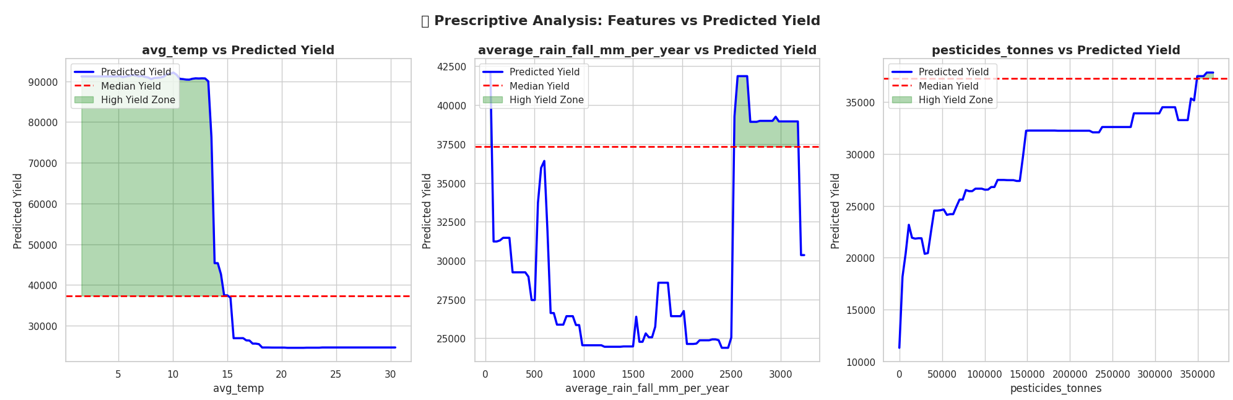 Prescriptive Analysis: Features vs Predicted Yield
avg_temp vs Predicted Yield
Predicted Yield
Median Yield
High Yield Zone
90000
80000
70000
60000
50000
40000
30000
Predicted Yield
5
10
15
20
25
30
avg_temp
average_rain_fall_mm_per_year vs Predicted Yield
Predicted Yield
Median Yield
High Yield Zone
42500
40000
37500
35000
32500
30000
27500
25000
Predicted Yield
0
500
1000
1500
2000
2500
3000
average_rain_fall_mm_per_year
pesticides_tonnes vs Predicted Yield
Predicted Yield
Median Yield
High Yield Zone
35000
30000
25000
20000
15000
10000
Predicted Yield
0
50000
100000
150000
200000
250000
300000
350000
pesticides_tonnes